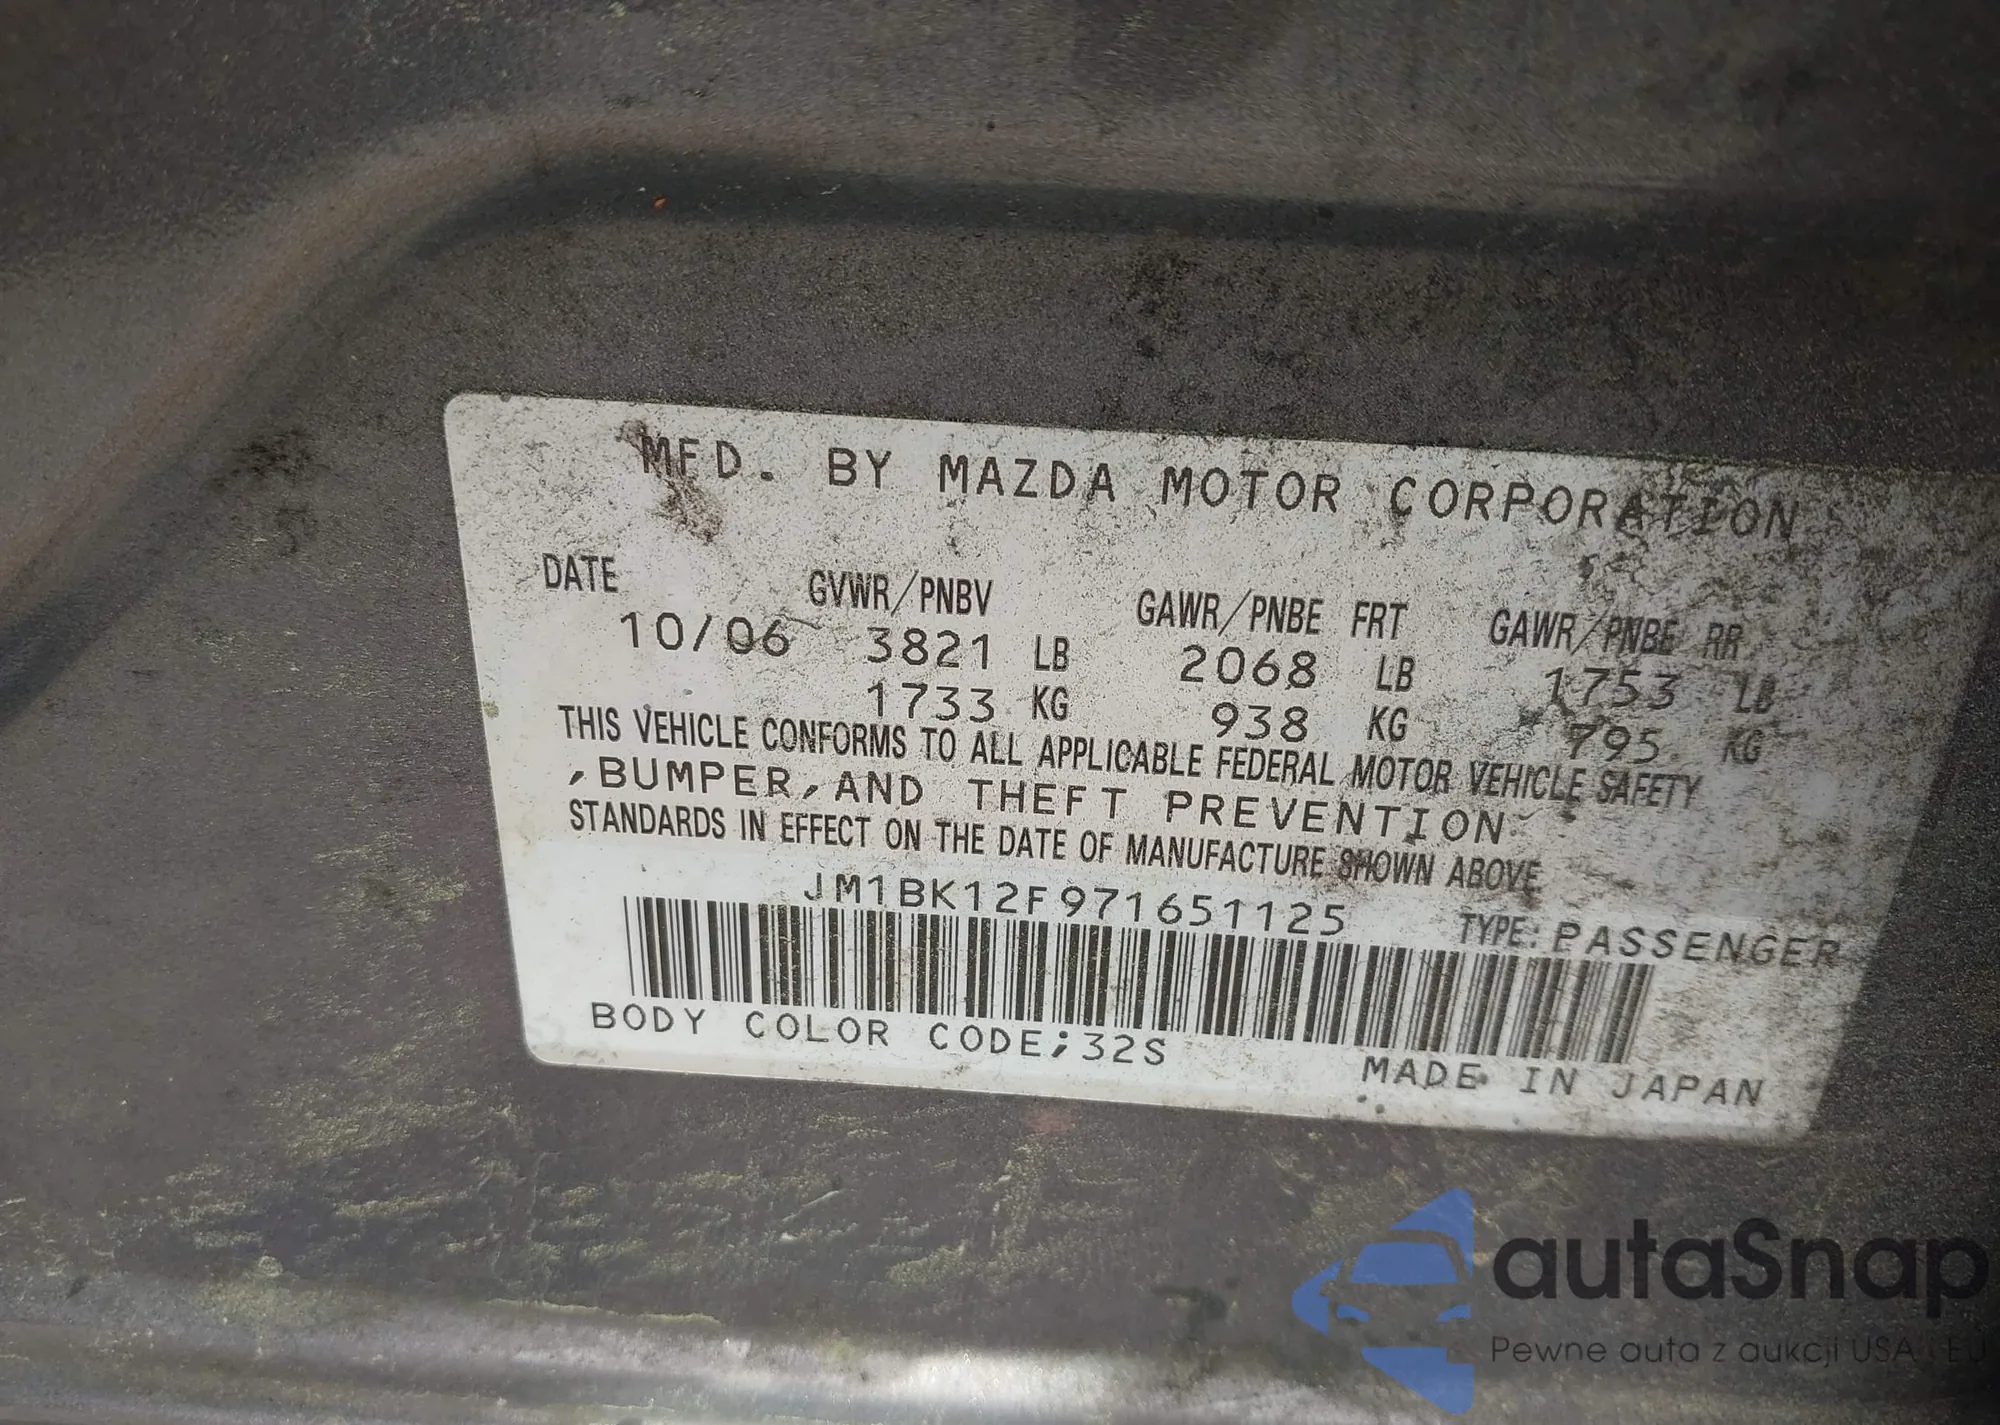 MFD. BY MAZDA MOTOR CORPORATION
DATE GVWR/PNBV GAWR/PNBE FRT GAWR/PNBE RR
10/06 3821 LB 2068 LB 1753 LB
1733 KG 938 KG 795 KG
THIS VEHICLE CONFORMS TO ALL APPLICABLE FEDERAL MOTOR VEHICLE SAFETY
,BUMPER,AND THEFT PREVENTION
STANDARDS IN EFFECT ON THE DATE OF MANUFACTURE SHOWN ABOVE.
JM1BK12F971651125 TYPE: PASSENGER
BODY COLOR CODE;32S
MADE IN JAPAN
autaSnap
Pewne auta z aukcji USA i EU